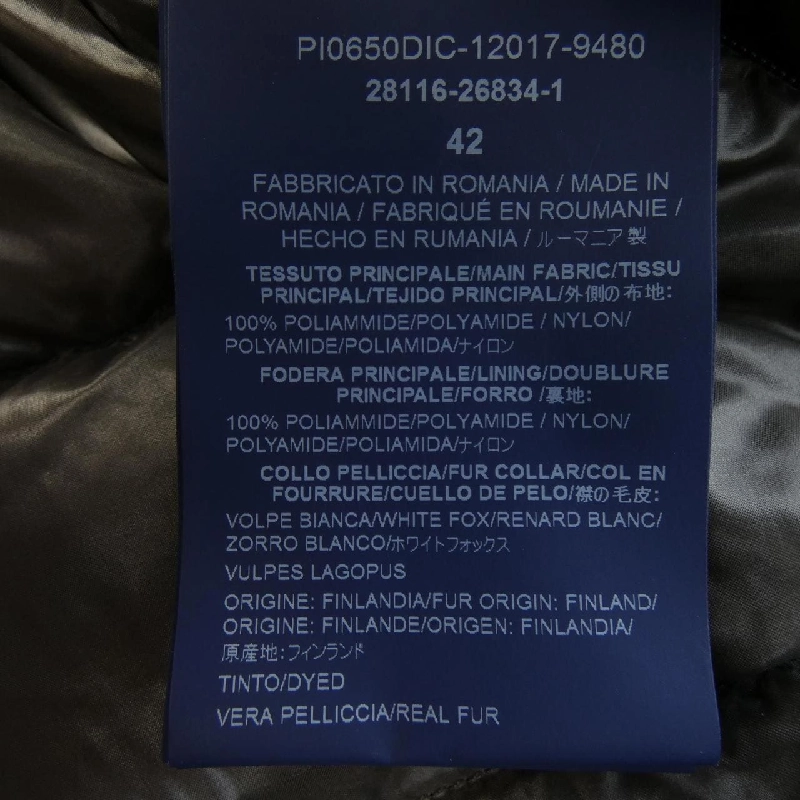 PI0650DIC-12017-9480
28116-26834-1
42
FABBRICATO IN ROMANIA / MADE IN
ROMANIA / FABRIQUÉ EN ROUMANIE /
HECHO EN RUMANIA / ルーマニア製
TESSUTO PRINCIPALE/MAIN FABRIC/TISSU
PRINCIPAL/TEJIDO PRINCIPAL/外側の布地:
100% POLIAMMIDE/POLYAMIDE / NYLON/
POLYAMIDE/POLIAMIDA/ナイロン
FODERA PRINCIPALE/LINING/DOUBLURE
PRINCIPALE/FORRO /裏地:
100% POLIAMMIDE/POLYAMIDE / NYLON/
POLYAMIDE/POLIAMIDA/ナイロン
COLLO PELLICCIA/FUR COLLAR/COL EN
FOURRURE/CUELLO DE PELO/襟の毛皮:
VOLPE BIANCA/WHITE FOX/RENARD BLANC/
ZORRO BLANCO/ホワイトフォックス
VULPES LAGOPUS
ORIGINE: FINLANDIA/FUR ORIGIN: FINLAND/
ORIGINE: FINLANDE/ORIGEN: FINLANDIA/
原産地:フィンランド
TINTO/DYED
VERA PELLICCIA/REAL FUR